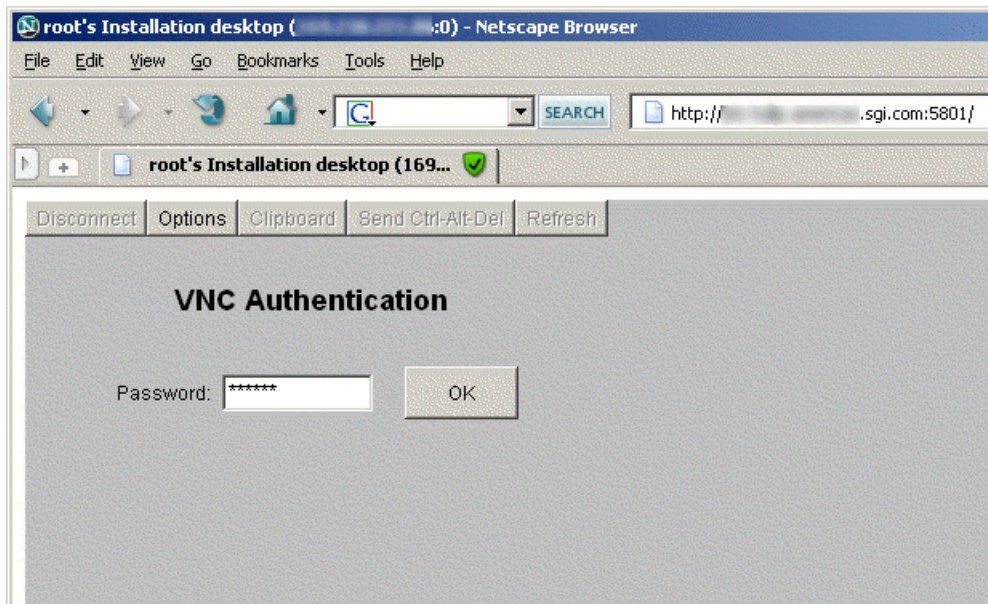 root's Installation desktop ( :0) - Netscape Browser
File Edit View Go Bookmarks Tools Help
G SEARCH http:// .sgi.com:5801/
root's Installation desktop (169...
Disconnect Options Clipboard Send Ctrl-Alt-Del Refresh
VNC Authentication
Password: ****** OK